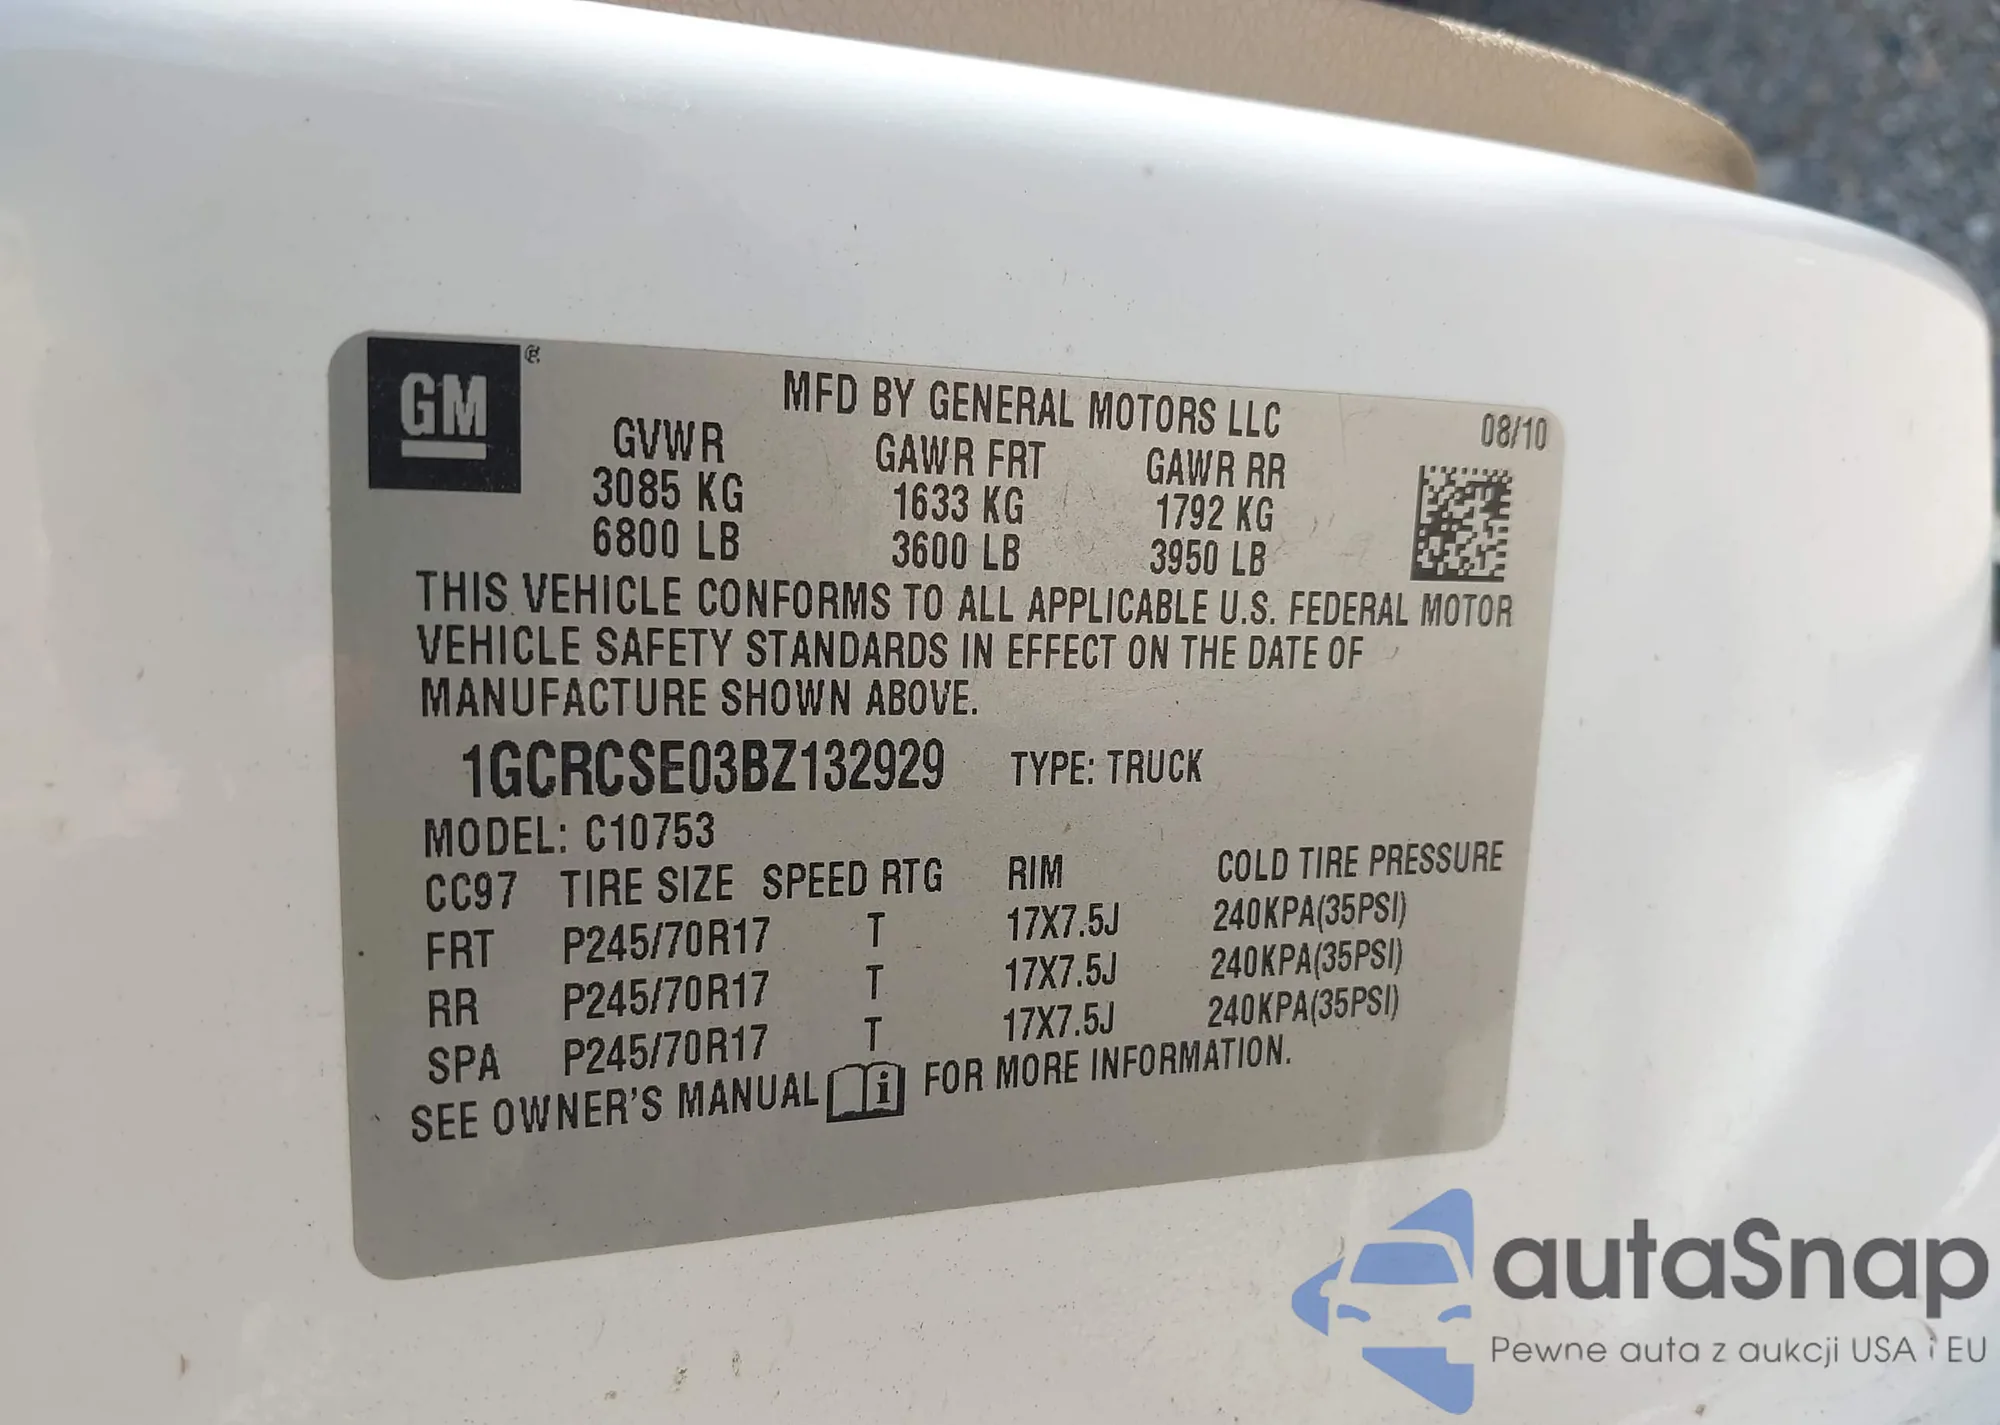 GM®
MFD BY GENERAL MOTORS LLC 08/10
GVWR GAWR FRT GAWR RR
3085 KG 1633 KG 1792 KG
6800 LB 3600 LB 3950 LB
THIS VEHICLE CONFORMS TO ALL APPLICABLE U.S. FEDERAL MOTOR
VEHICLE SAFETY STANDARDS IN EFFECT ON THE DATE OF
MANUFACTURE SHOWN ABOVE.
1GCRCSE03BZ132929 TYPE: TRUCK
MODEL: C10753
CC97 TIRE SIZE SPEED RTG RIM COLD TIRE PRESSURE
FRT P245/70R17 T 17X7.5J 240KPA(35PSI)
RR P245/70R17 T 17X7.5J 240KPA(35PSI)
SPA P245/70R17 T 17X7.5J 240KPA(35PSI)
SEE OWNER'S MANUAL i FOR MORE INFORMATION.
autaSnap
Pewne auta z aukcji USA i EU